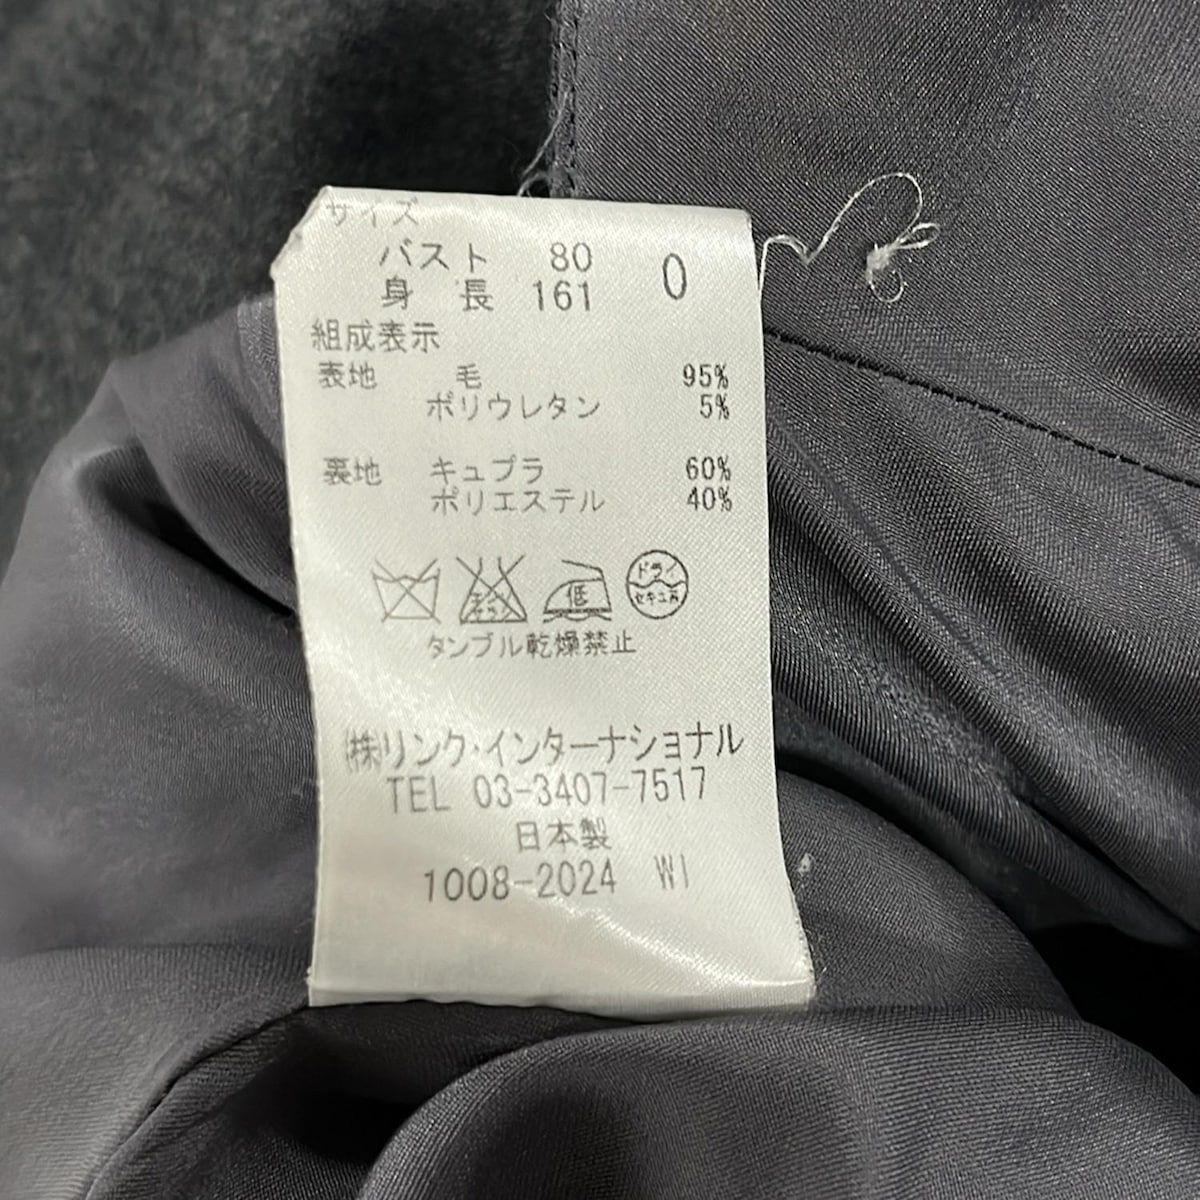 サイズ
バスト 80 0
身長 161
組成表示
表地 毛 95%
ポリウレタン 5%
裏地 キュプラ 60%
ポリエステル 40%
低 ドライ
セキユ系
タンブル乾燥禁止
㈱リンク・インターナショナル
TEL 03-3407-7517
日本製
1008-2024 WI